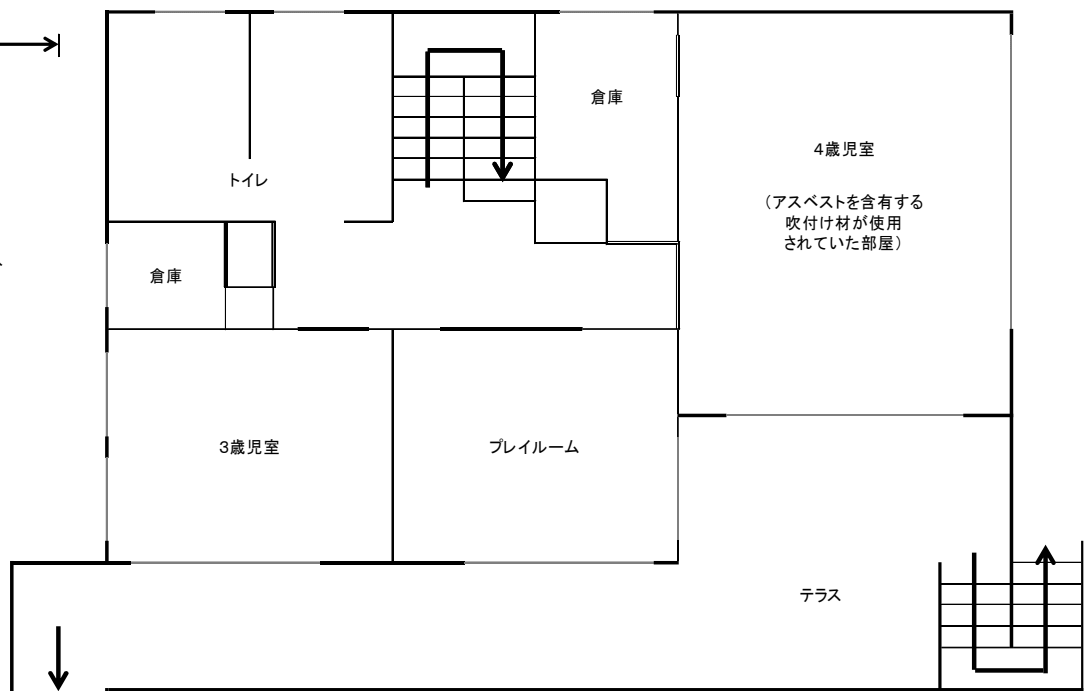 倉庫
4歳児室
(アスベストを含有する
吹付け材が使用
されていた部屋)
トイレ
倉庫
3歳児室
プレイルーム
テラス